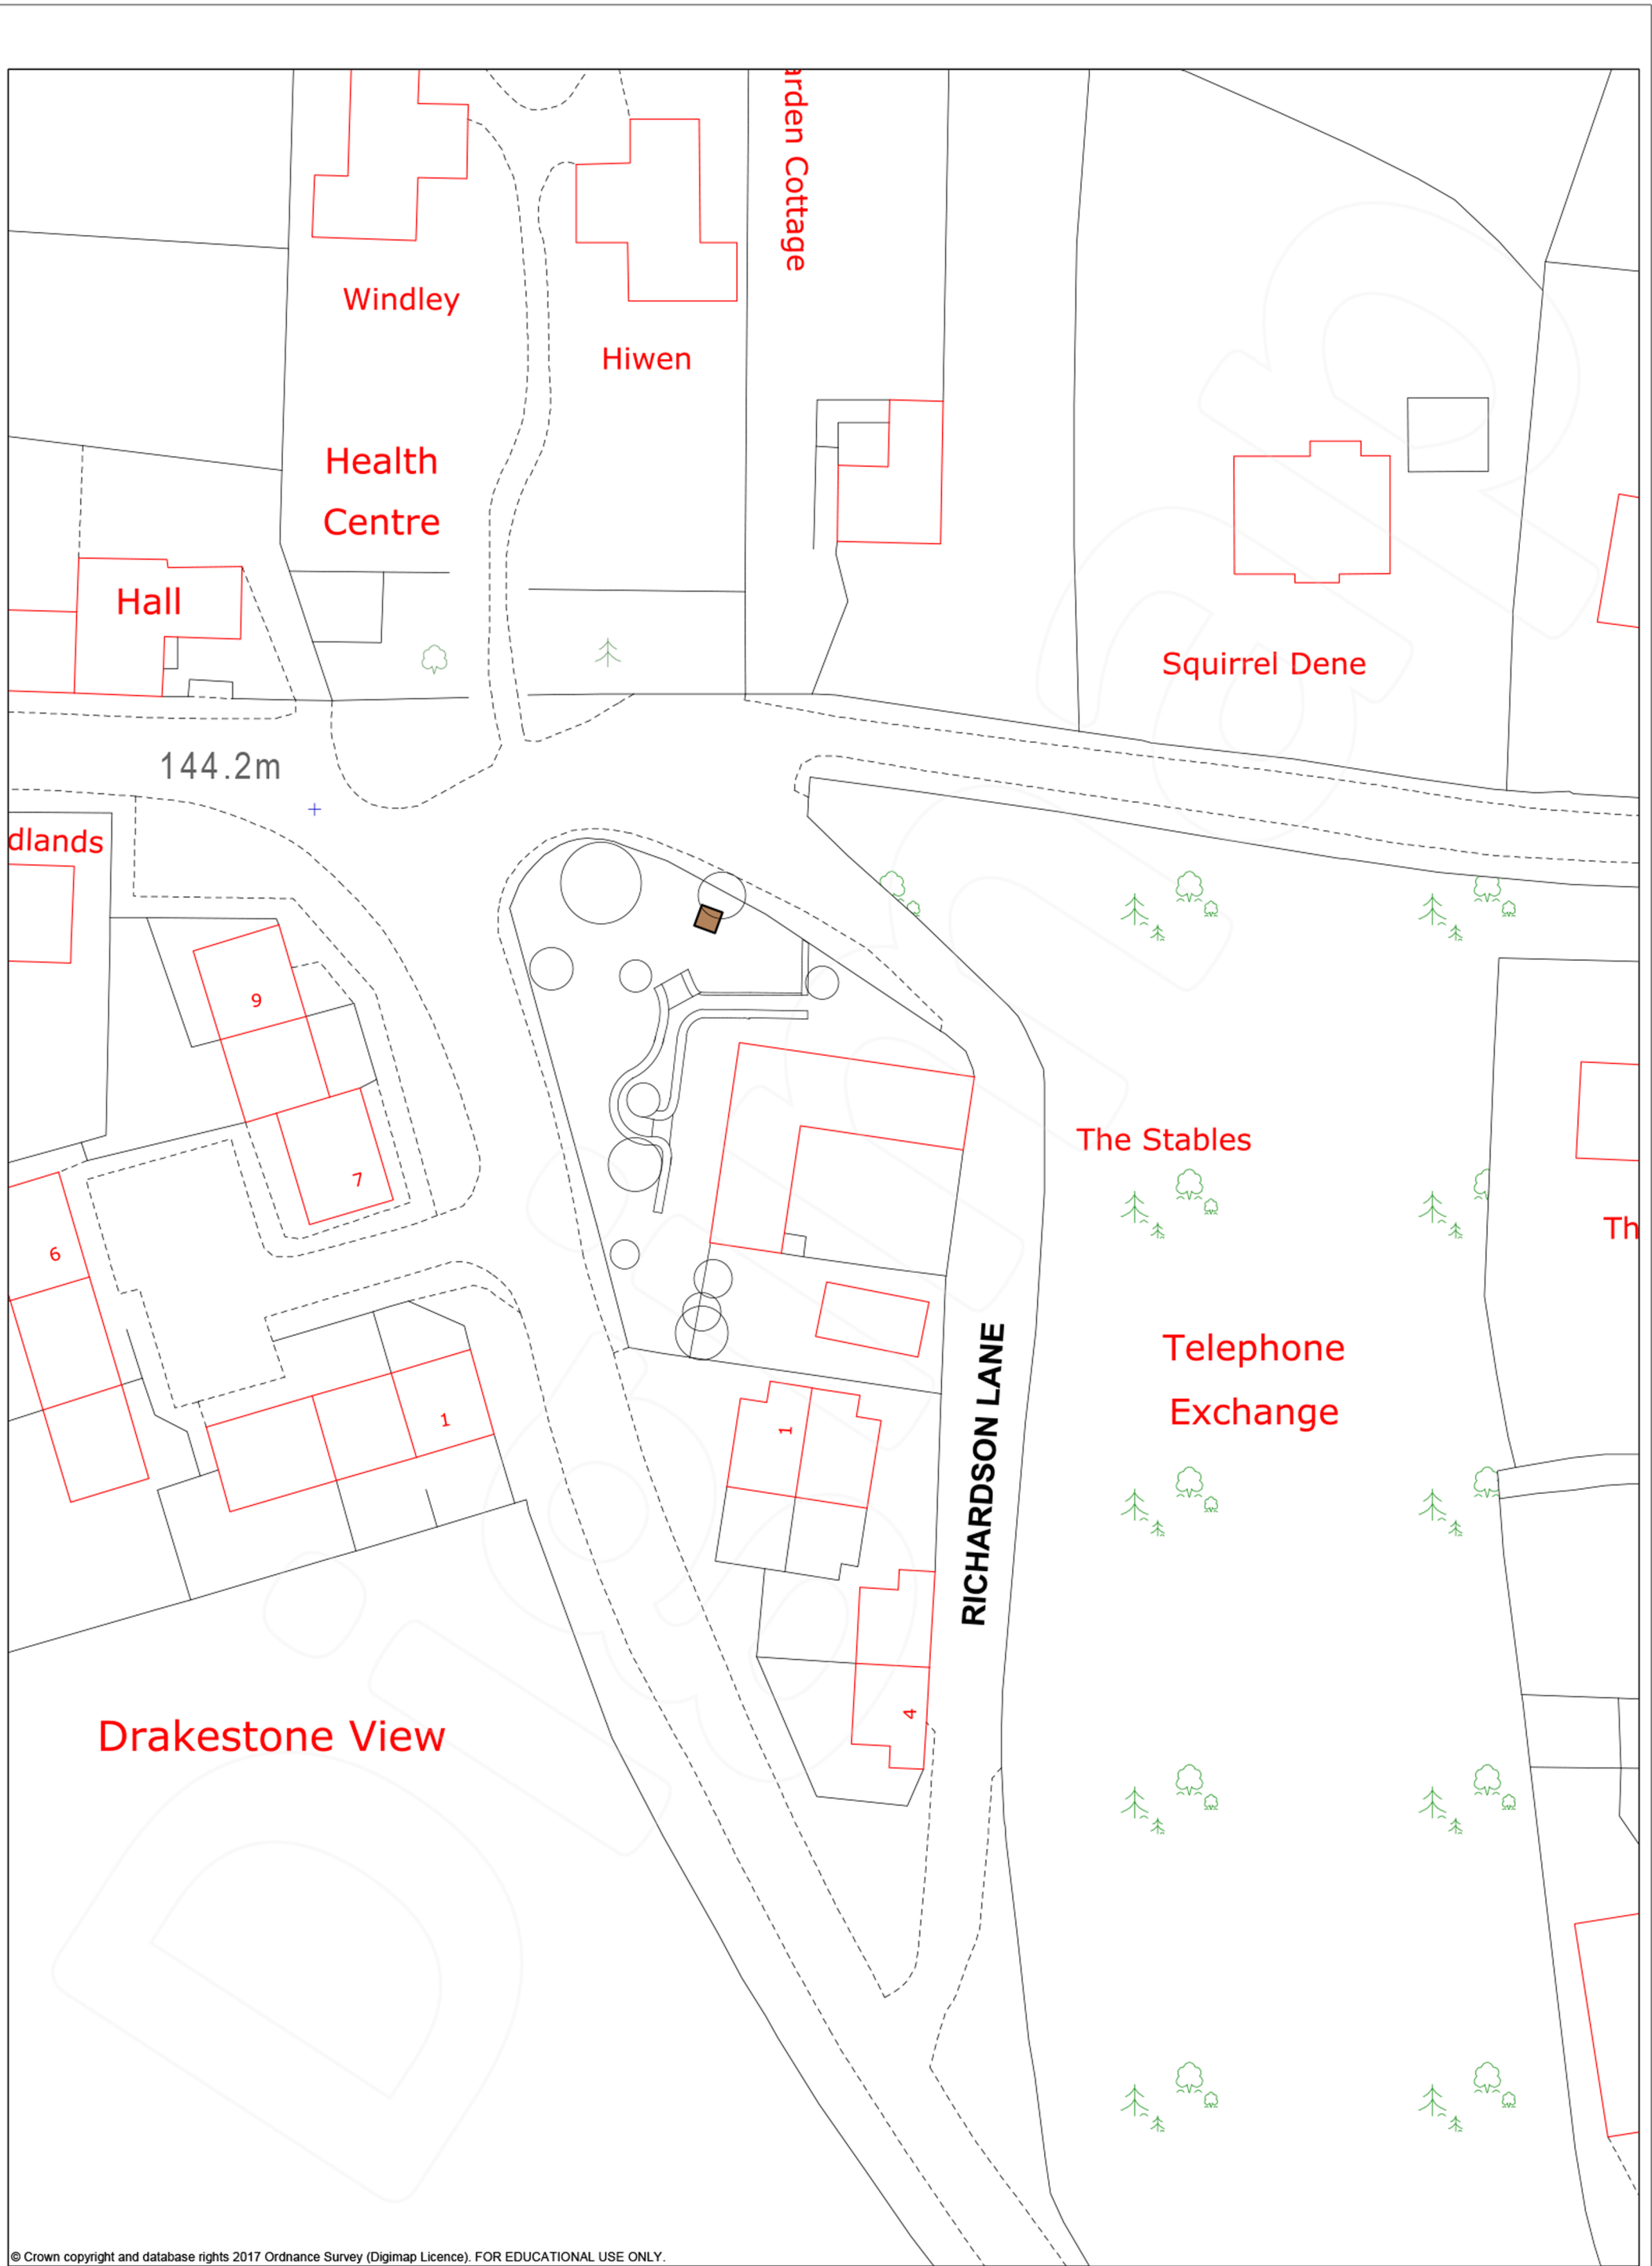 arden Cottage
Windley
Hiwen
Health
Centre
Hall
Squirrel Dene
144.2m
dlands
9
7
6
1
The Stables
Th
Telephone
Exchange
RICHARDSON LANE
1
4
Drakestone View
© Crown copyright and database rights 2017 Ordnance Survey (Digimap Licence). FOR EDUCATIONAL USE ONLY.
Digimap